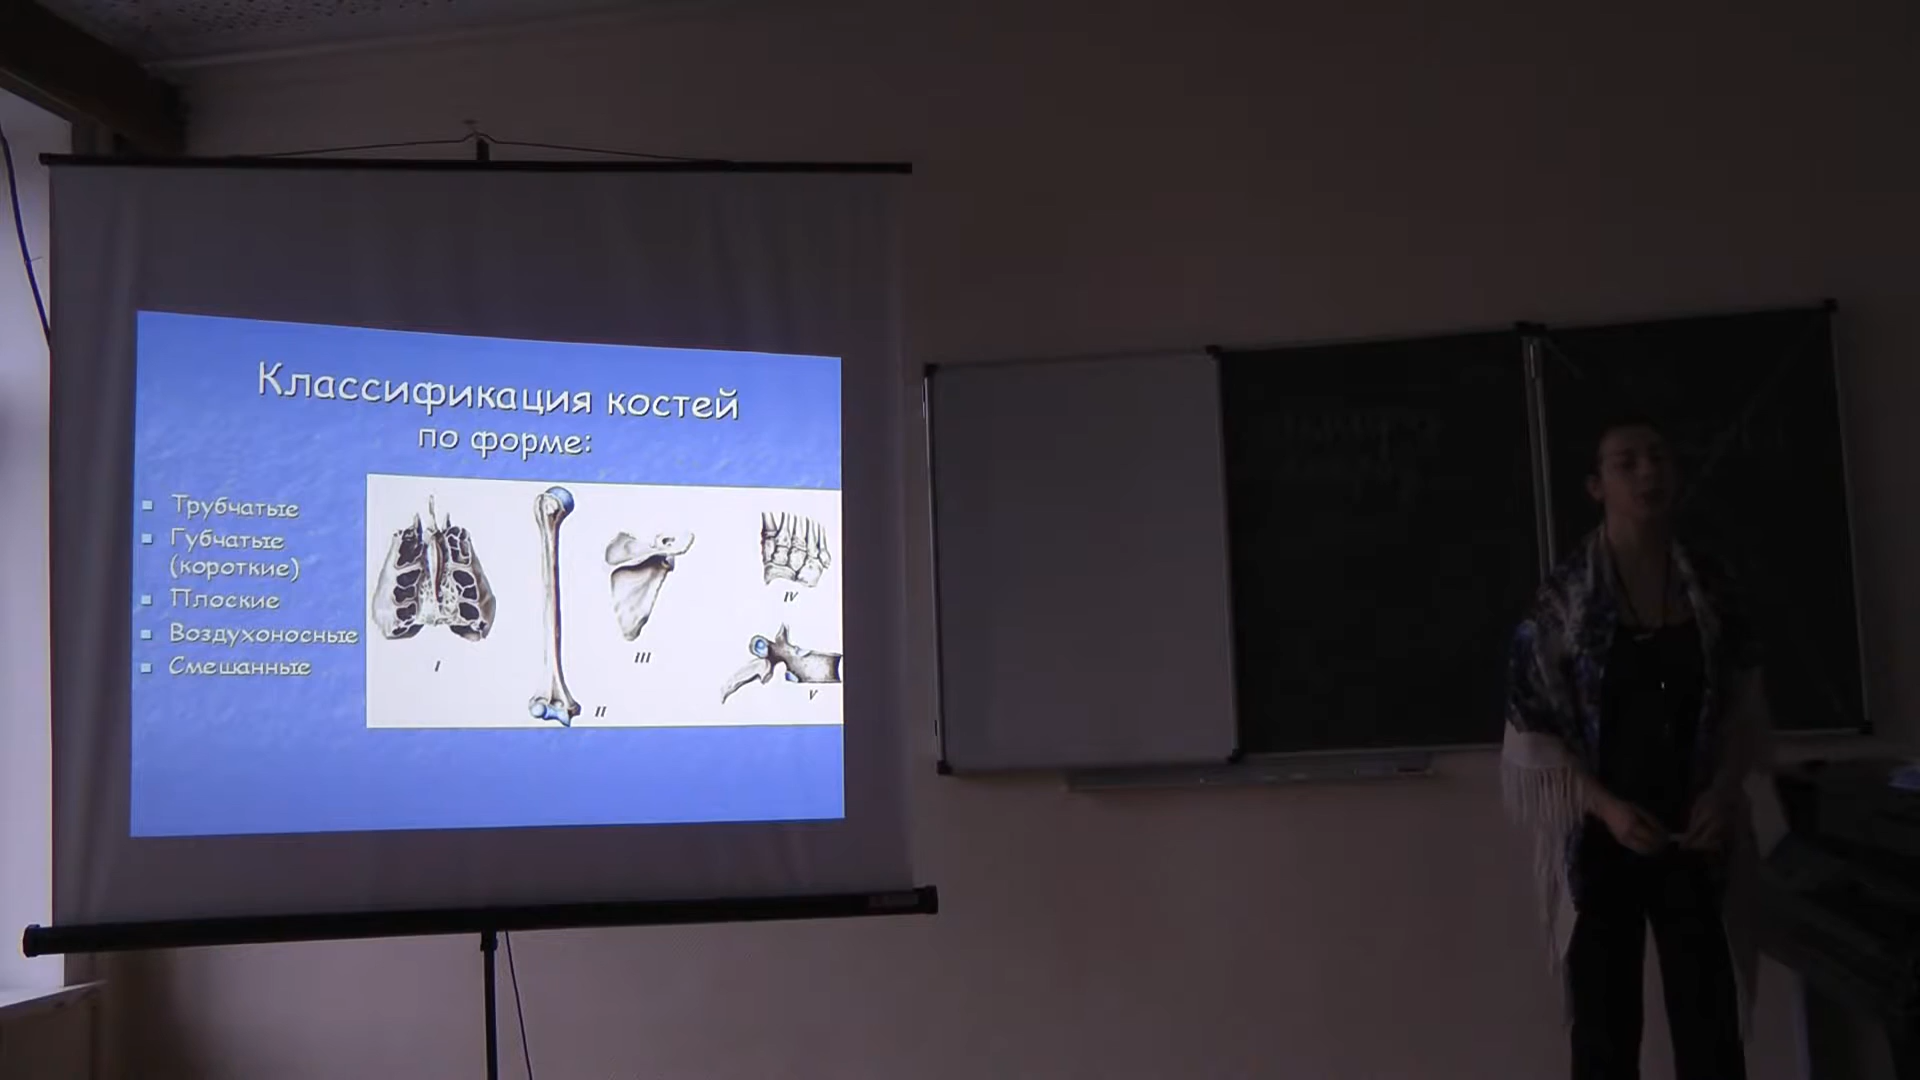 Классификация костей
по форме:
Трубчатые
Губчатые
(короткие)
Плоские
Воздухоносные
Смешанные
I
II
III
IV
V